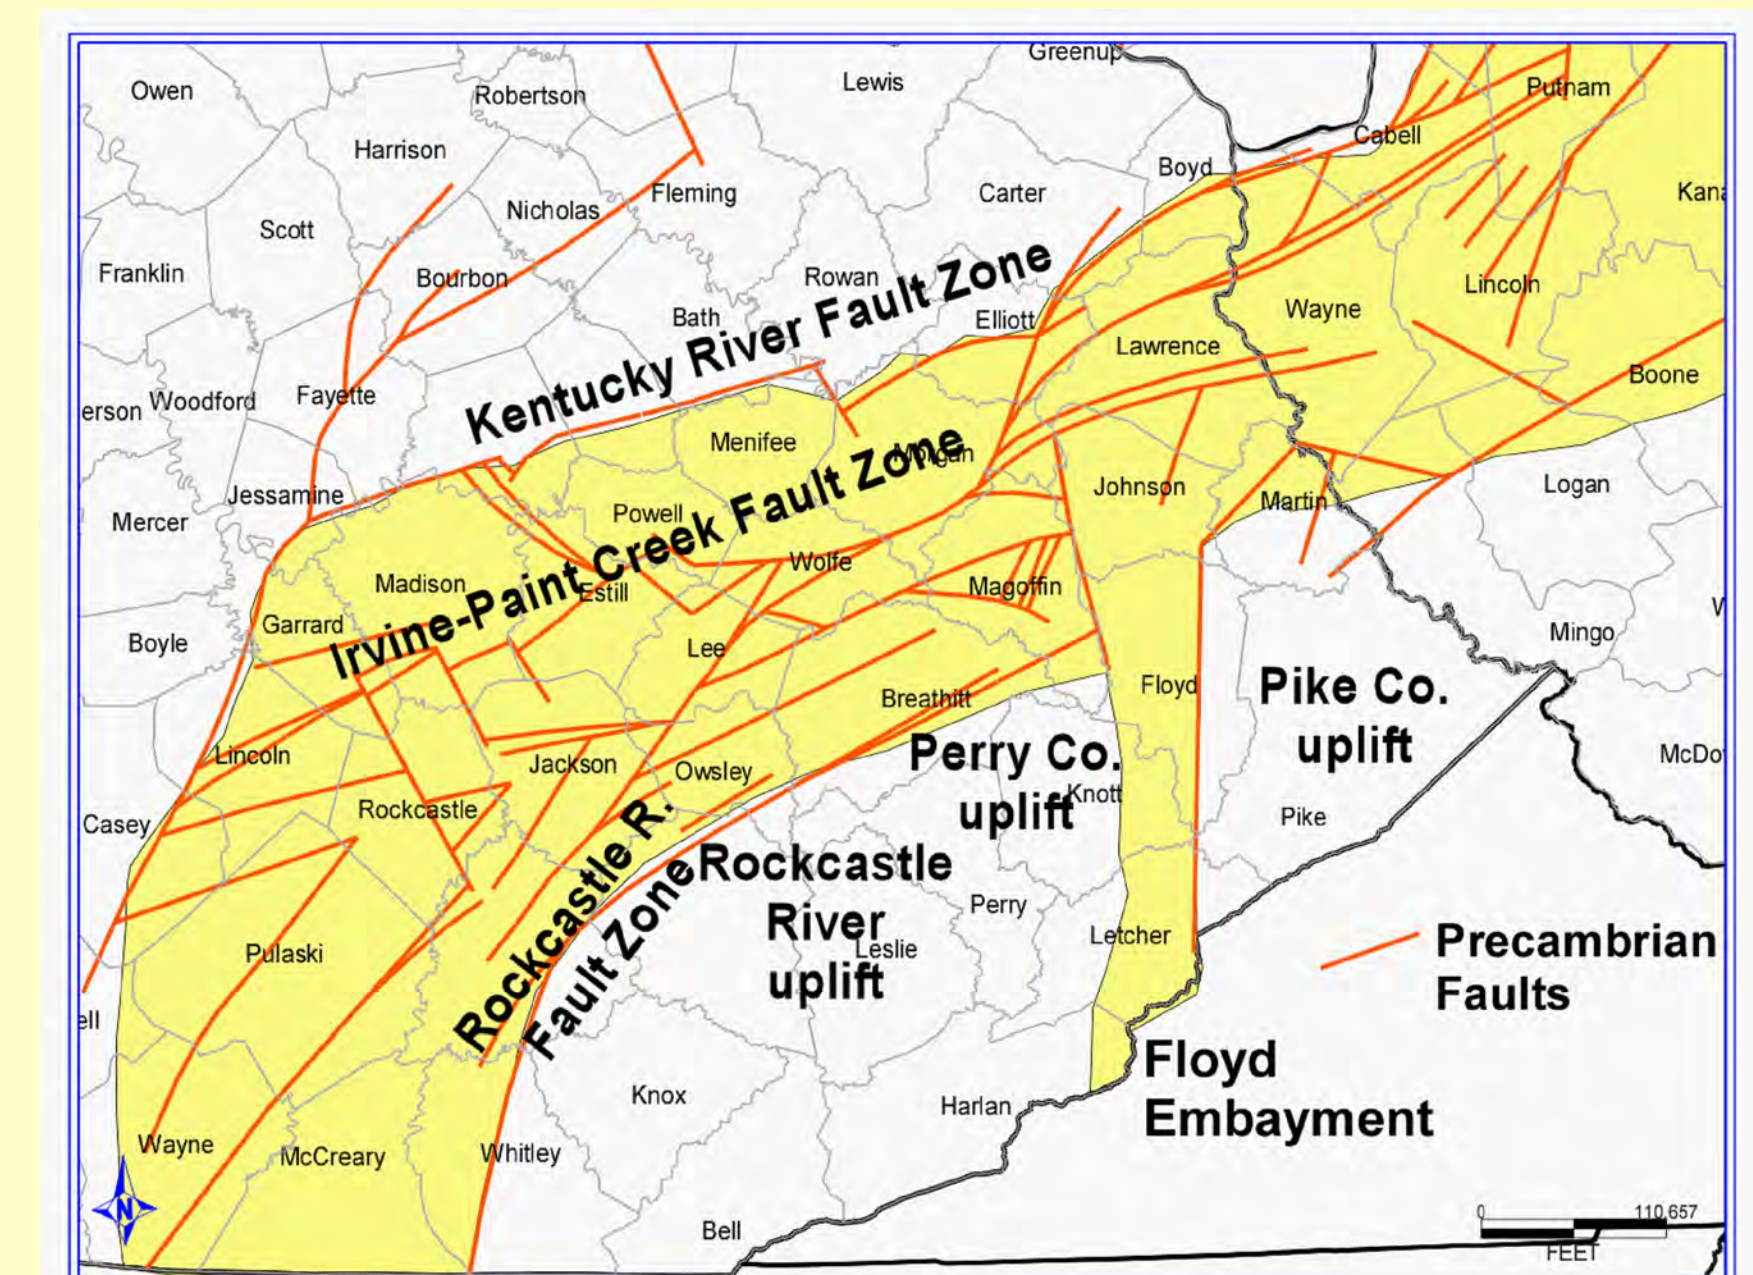 Greenup
Lewis
Owen
Robertson
Putnam
Cabell
Harrison
Boyd
Fleming
Carter
Kana
Nicholas
Scott
Franklin
Bourbon
Rowan
Lincoln
Kentucky River Fault Zone
Bath
Elliott
Wayne
Lawrence
Boone
erson
Woodford
Fayette
Menifee
Morgan
Jessamine
Johnson
Logan
Martin
Mercer
Powell
Irvine-Paint Creek Fault Zone
Wolfe
Madison
Estill
Magoffin
Garrard
Boyle
Lee
Mingo
Floyd
Pike Co.
uplift
Breathitt
Lincoln
Jackson
Owsley
Perry Co.
uplift
Knott
McDo
Rockcastle
Casey
Pike
Rockcastle R.
Fault Zone
Rockcastle
River
uplift
Perry
Leslie
Letcher
Pulaski
Precambrian
Faults
ell
Floyd
Embayment
Knox
Harlan
Wayne
McCreary
Whitley
N
Bell
0 110,657
FEET